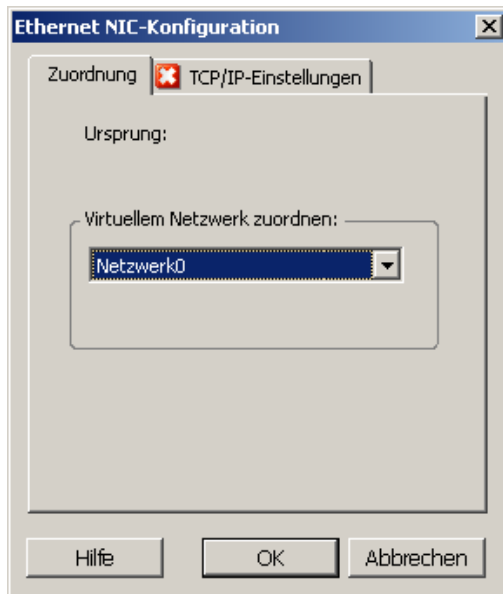 Ethernet NIC-Konfiguration
Zuordnung TCP/IP-Einstellungen
Ursprung:
Virtuellem Netzwerk zuordnen:
Netzwerk0
Hilfe OK Abbrechen